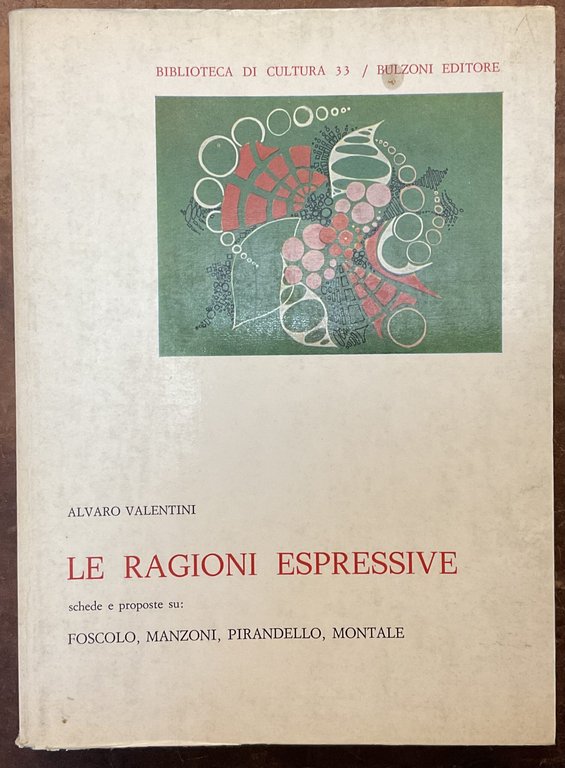 BIBLIOTECA DI CULTURA 33 / BULZONI EDITORE
ALVARO VALENTINI
LE RAGIONI ESPRESSIVE
schede e proposte su:
FOSCOLO, MANZONI, PIRANDELLO, MONTALE